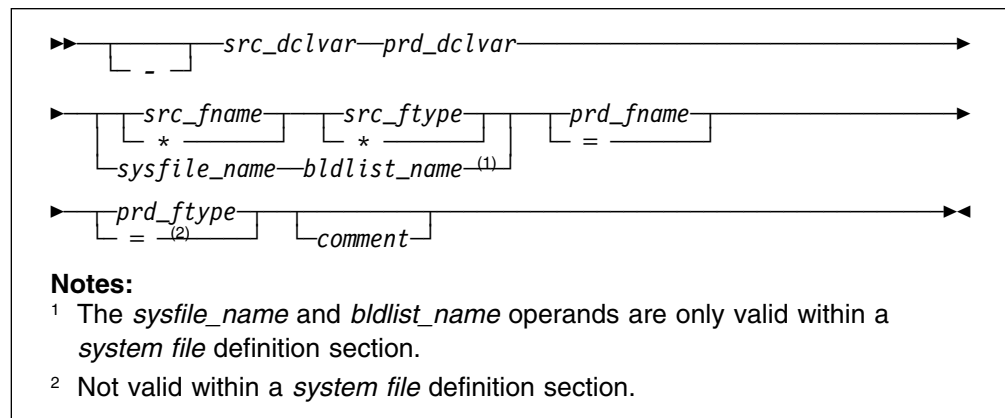 src_dclvar prd_dclvar
-
src_fname src_ftype prd_fname
* * =
sysfile_name bldlist_name (1)
prd_ftype
= (2) comment
Notes:
1 The sysfile_name and bldlist_name operands are only valid within a
system file definition section.
2 Not valid within a system file definition section.